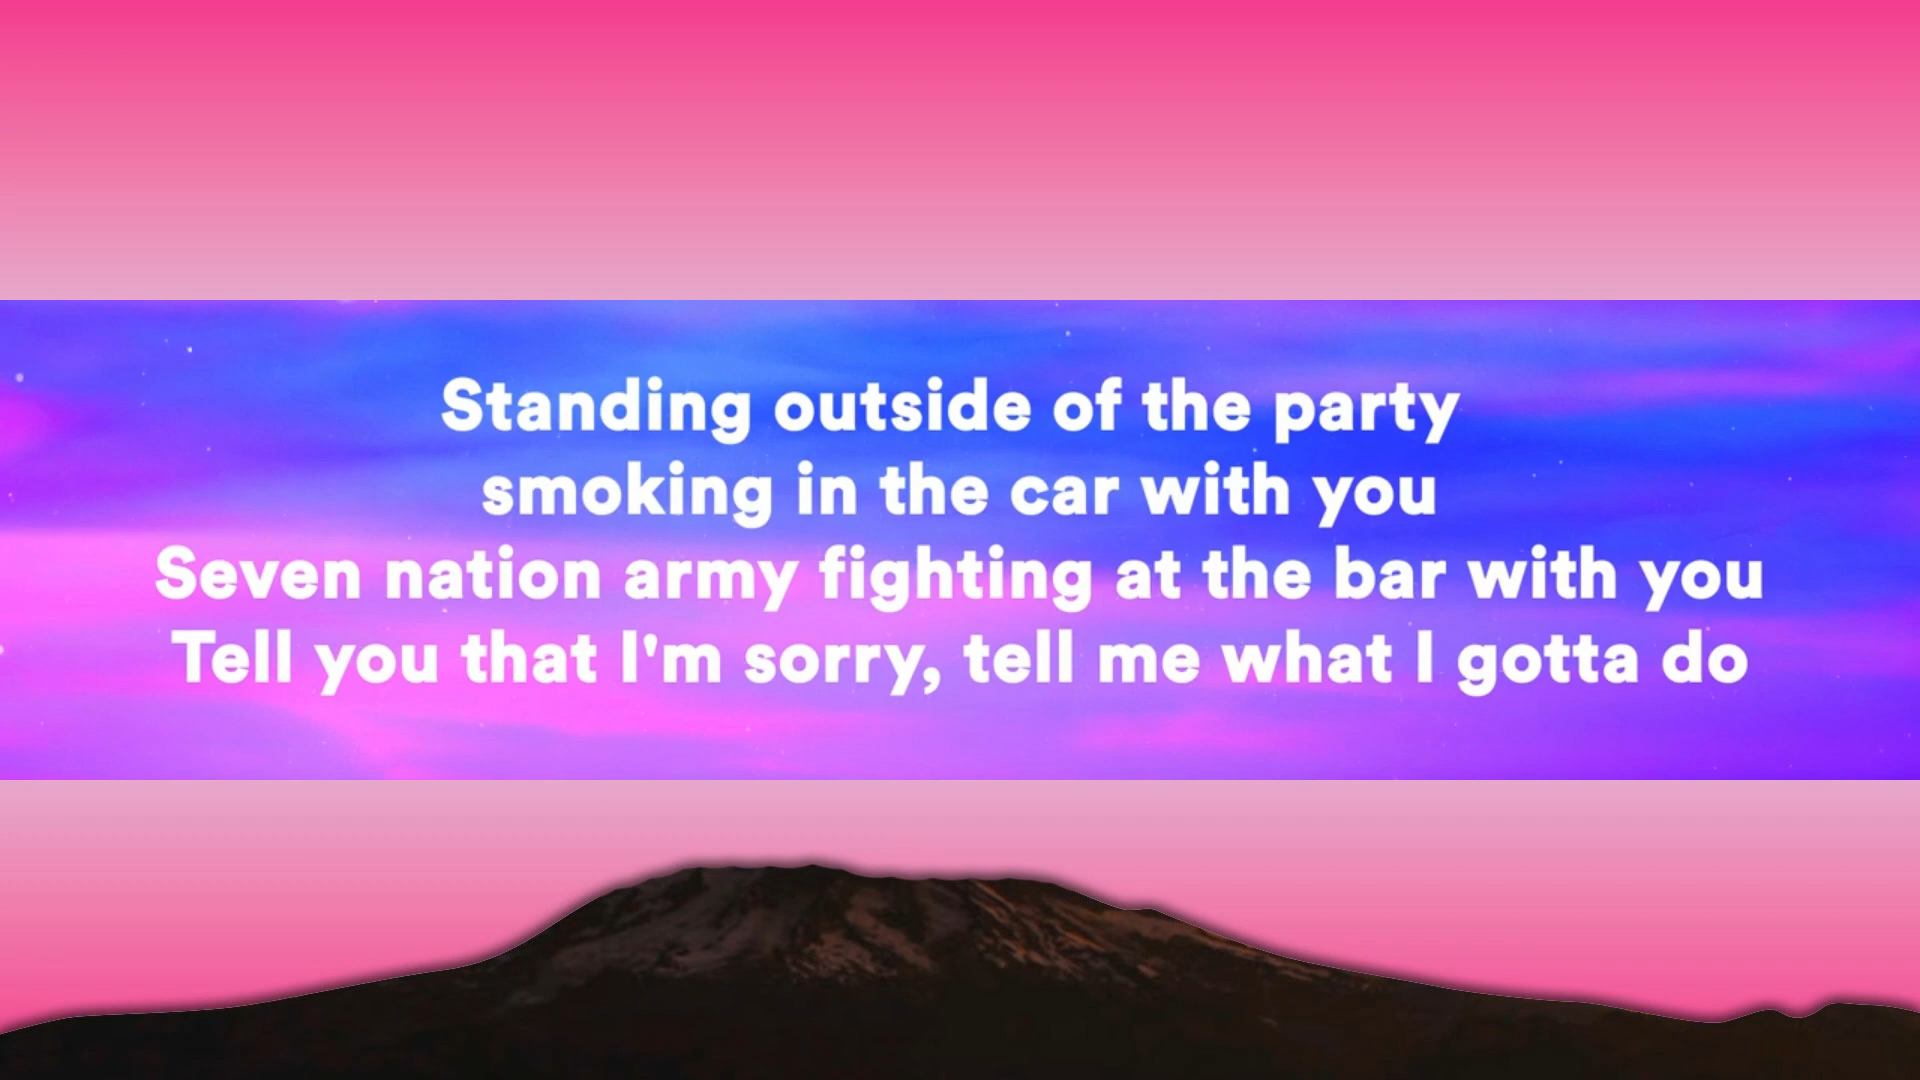 Standing outside of the party
smoking in the car with you
Seven nation army fighting at the bar with you
Tell you that I'm sorry, tell me what I gotta do